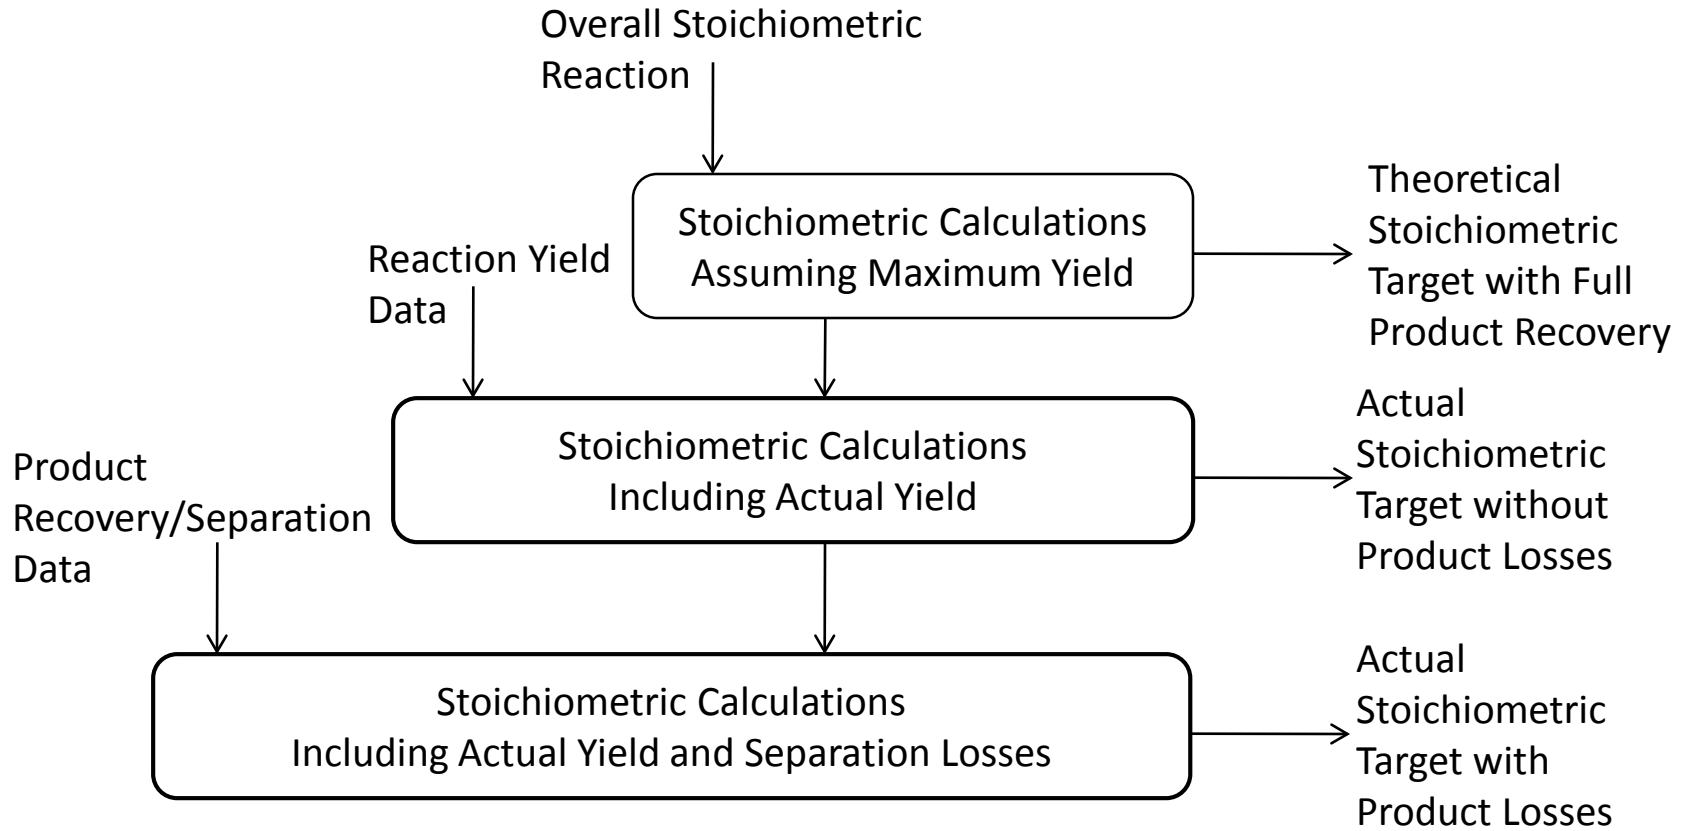 Overall Stoichiometric
Reaction
Stoichiometric Calculations
Assuming Maximum Yield
Theoretical
Stoichiometric
Target with Full
Product Recovery
Reaction Yield
Data
Stoichiometric Calculations
Including Actual Yield
Actual
Stoichiometric
Target without
Product Losses
Product
Recovery/Separation
Data
Stoichiometric Calculations
Including Actual Yield and Separation Losses
Actual
Stoichiometric
Target with
Product Losses